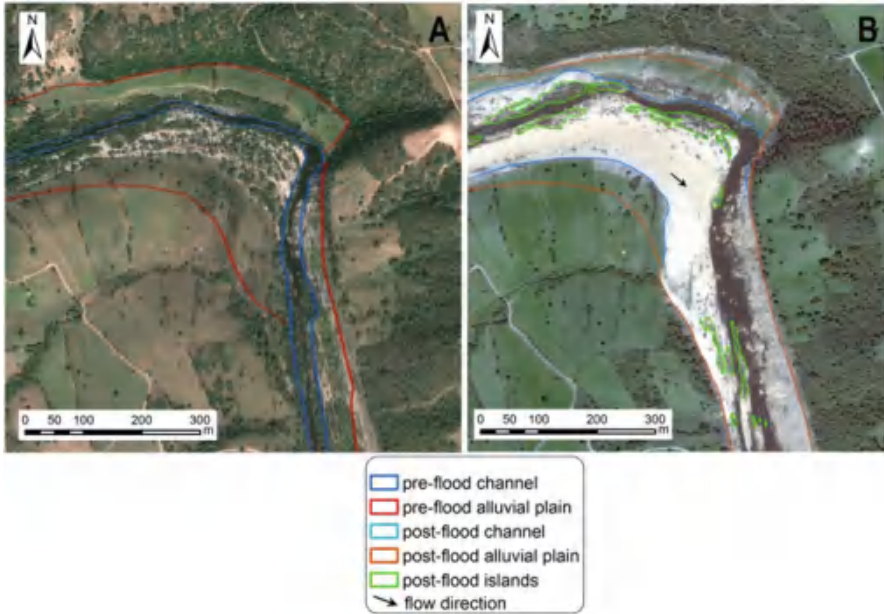 N
A
N
B
0 50 100 200 300
m
0 50 100 200 300
m
pre-flood channel
pre-flood alluvial plain
post-flood channel
post-flood alluvial plain
post-flood islands
flow direction